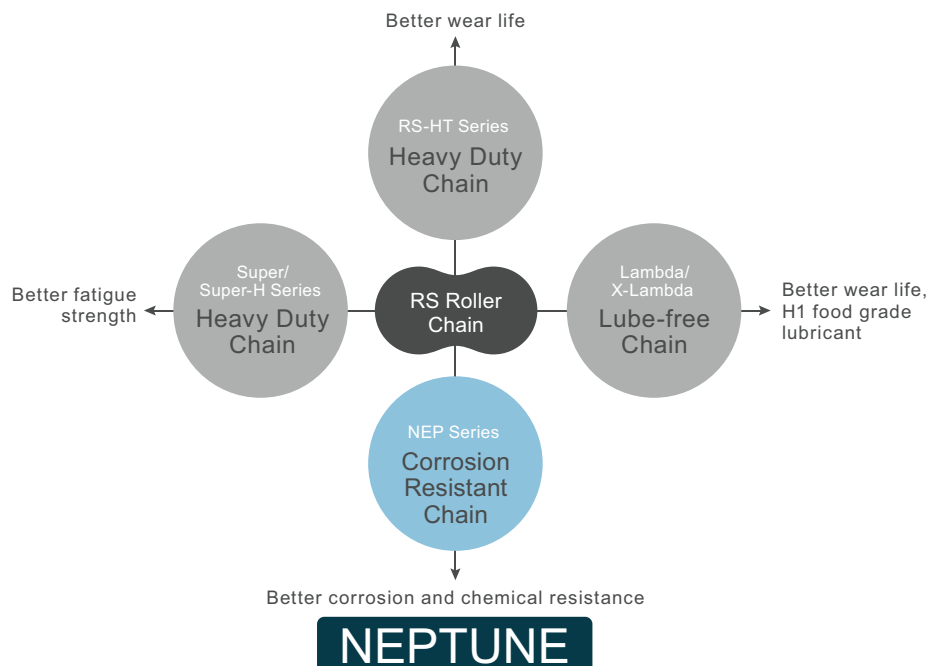 Better wear life
RS-HT Series
Heavy Duty
Chain
Super/
Super-H Series
Heavy Duty
Chain
Better fatigue
strength
RS Roller
Chain
Lambda/
X-Lambda
Lube-free
Chain
Better wear life,
H1 food grade
lubricant
NEP Series
Corrosion
Resistant
Chain
Better corrosion and chemical resistance
NEPTUNE